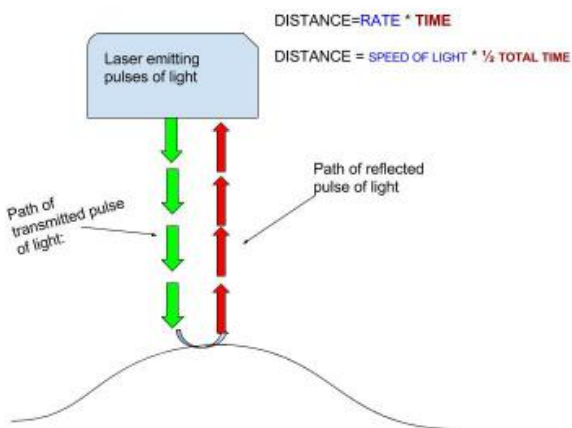 DISTANCE=RATE * TIME
DISTANCE = SPEED OF LIGHT * ½ TOTAL TIME
Laser emitting
pulses of light
Path of reflected
pulse of light
Path of
transmitted pulse
of light: